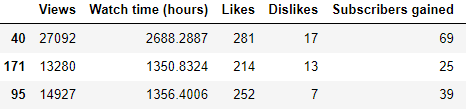 Views Watch time (hours) Likes Dislikes Subscribers gained
40 27092 2688.2887 281 17 69
171 13280 1350.8324 214 13 25
95 14927 1356.4006 252 7 39